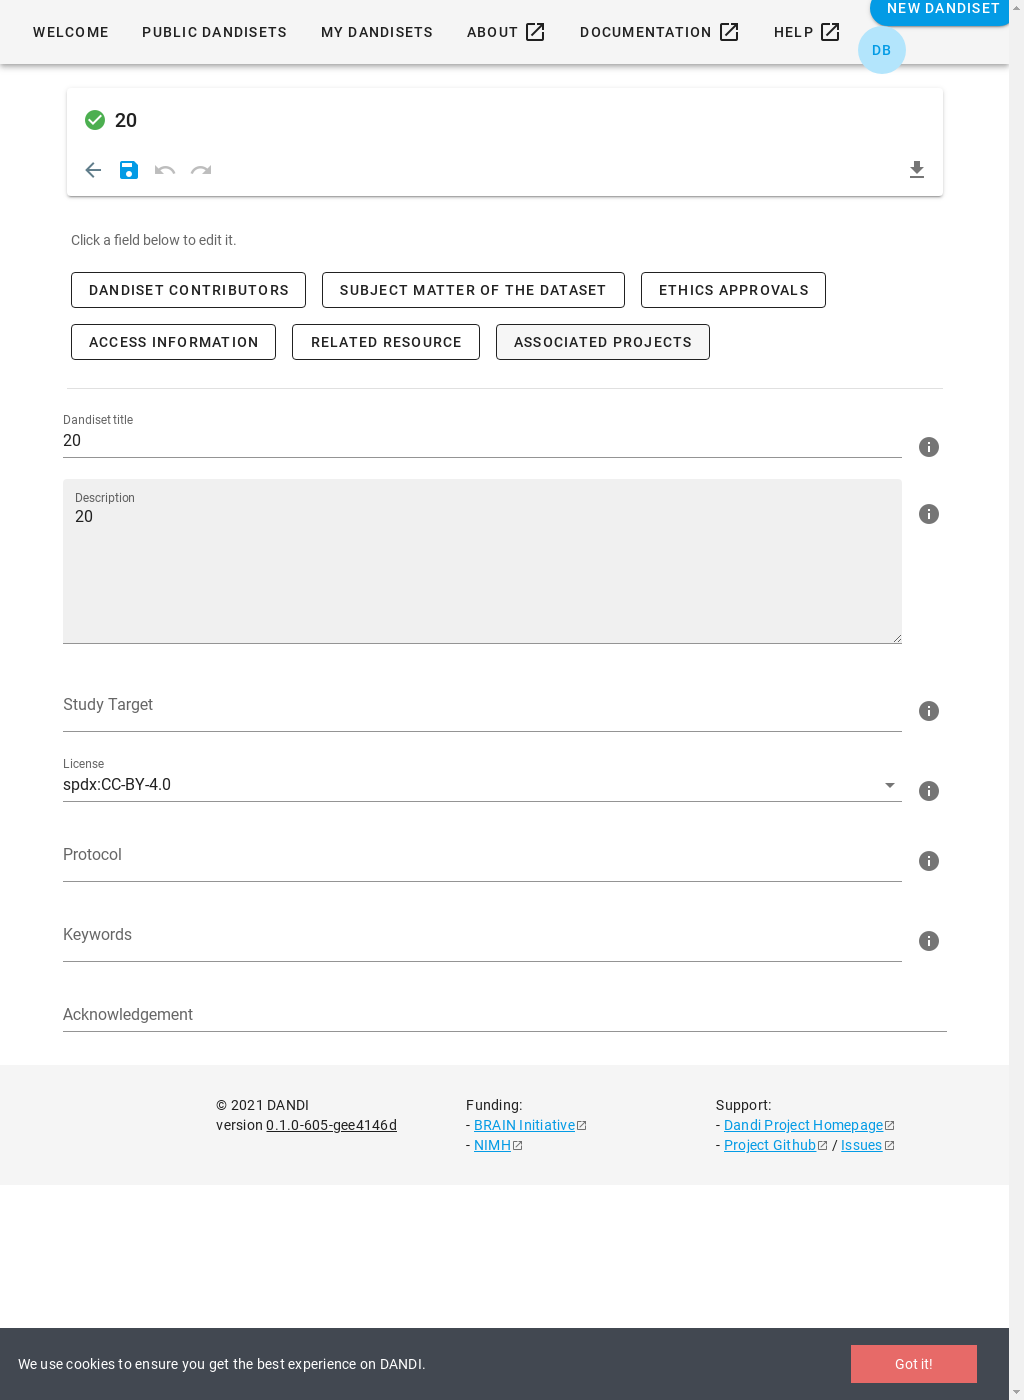 WELCOME PUBLIC DANDISETS MY DANDISETS ABOUT DOCUMENTATION HELP NEW DANDISET
DB
20
Click a field below to edit it.
DANDISET CONTRIBUTORS SUBJECT MATTER OF THE DATASET ETHICS APPROVALS
ACCESS INFORMATION RELATED RESOURCE ASSOCIATED PROJECTS
Dandiset title
20
Description
20
Study Target
License
spdx:CC-BY-4.0
Protocol
Keywords
Acknowledgement
© 2021 DANDI
version 0.1.0-605-gee4146d
Funding:
- BRAIN Initiative
- NIMH
Support:
- Dandi Project Homepage
- Project Github / Issues
We use cookies to ensure you get the best experience on DANDI.
Got it!